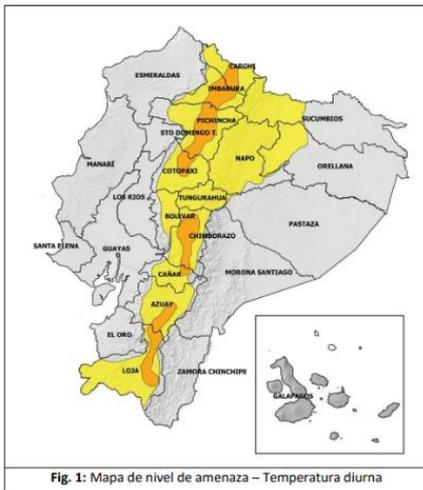 CARCHI
ESMERALDAS
IMBABURA
PICHINCHA
SUCUMBIOS
STO DOMINGO T.
NAPO
MANABÍ
COTOPAXI
ORELLANA
LOS RIOS
TUNGURAHUA
BOLIVAR
PASTAZA
CHIMBORAZO
SANTA ELENA
GUAYAS
MORONA SANTIAGO
CAÑAR
AZUAY
EL ORO
LOJA
ZAMORA CHINCHIPE
GALAPAGOS
Fig. 1: Mapa de nivel de amenaza – Temperatura diurna